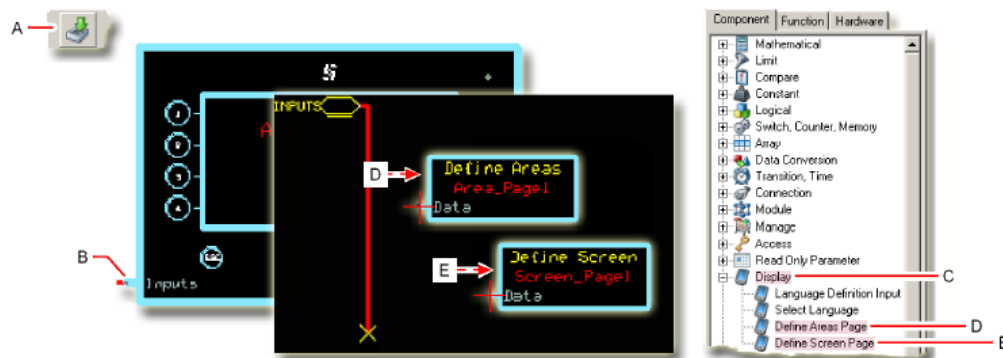 A
B
Inputs
INPUTS
D
Define Areas
Area_Page1
Data
E
Define Screen
Screen_Page1
Data
ESC
Component Function Hardware
Mathematical
Limit
Compare
Constant
Logical
Switch, Counter, Memory
Array
Data Conversion
Transition, Time
Connection
Module
Manage
Access
Read Only Parameter
Display
C
Language Definition Input
Select Language
Define Areas Page
D
Define Screen Page
E